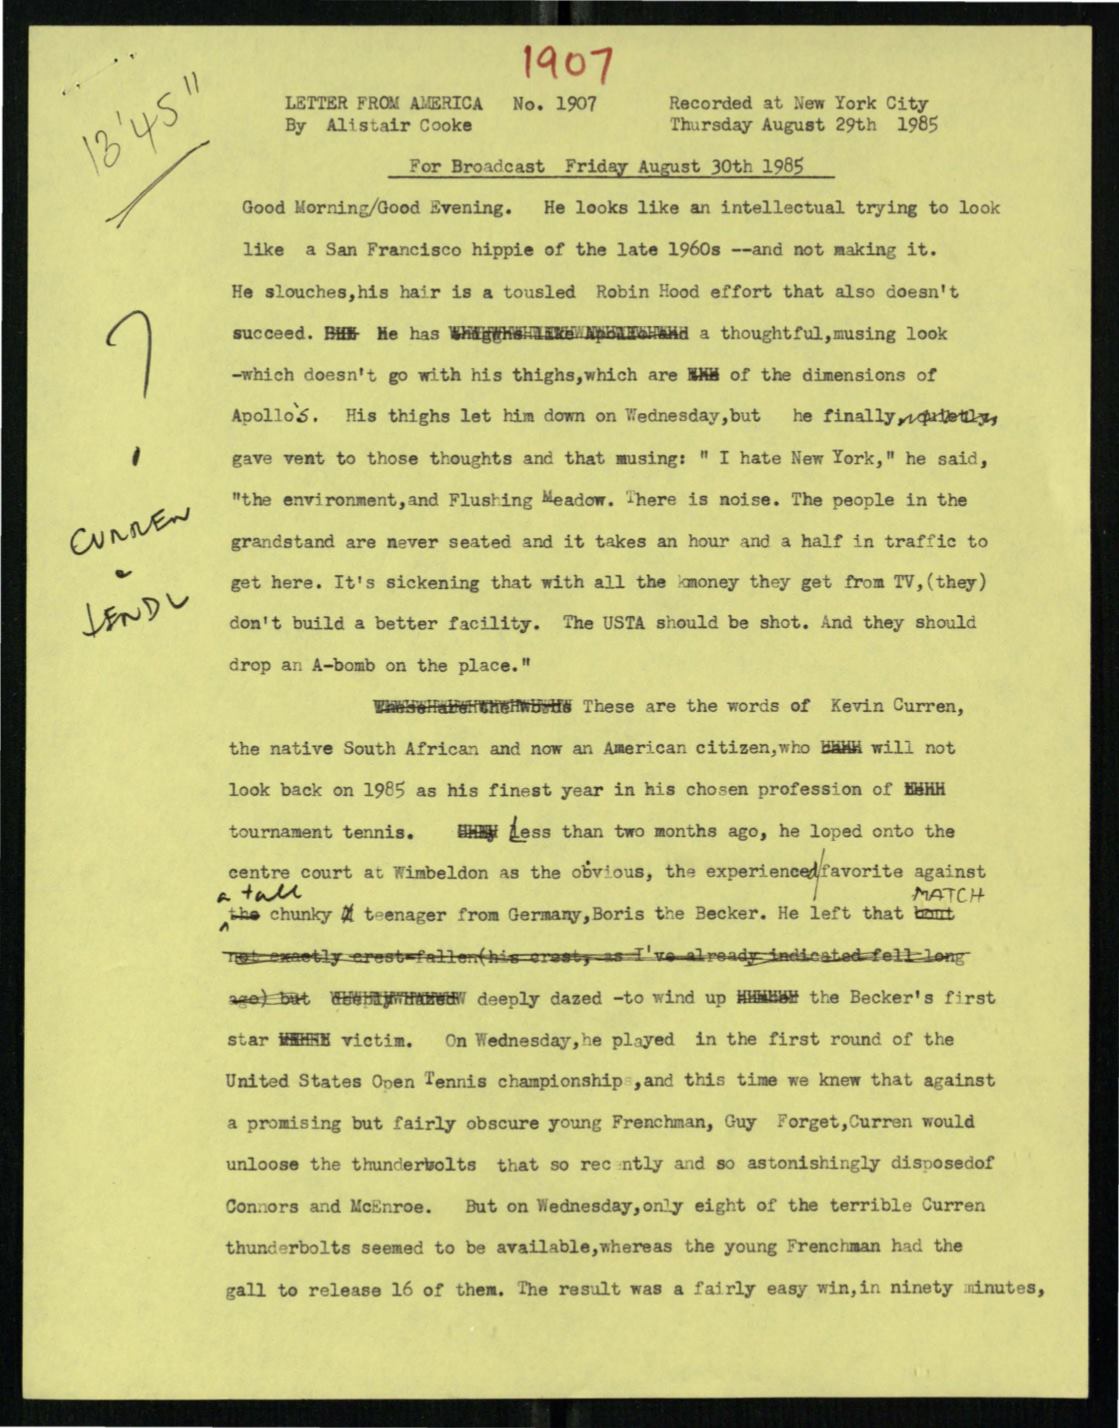 1907
13'45"
LETTER FROM AMERICA No. 1907 Recorded at New York City
By Alistair Cooke Thursday August 29th 1985
For Broadcast Friday August 30th 1985
Good Morning/Good Evening. He looks like an intellectual trying to look
like a San Francisco hippie of the late 1960s --and not making it.
He slouches,his hair is a tousled Robin Hood effort that also doesn't
succeed. He has a thoughtful,musing look
-which doesn't go with his thighs,which are of the dimensions of
Apollo's. His thighs let him down on Wednesday,but he finally, quietly,
gave vent to those thoughts and that musing: " I hate New York," he said,
"the environment,and Flushing Meadow. There is noise. The people in the
CURREN
grandstand are never seated and it takes an hour and a half in traffic to
get here. It's sickening that with all the money they get from TV,(they)
LENDL
don't build a better facility. The USTA should be shot. And they should
drop an A-bomb on the place."
These are the words These are the words of Kevin Curren,
the native South African and now an American citizen,who will not
look back on 1985 as his finest year in his chosen profession of
tournament tennis. Less than two months ago, he loped onto the
centre court at Wimbeldon as the obvious, the experienced/favorite against
a tall MATCH
the chunky teenager from Germany,Boris the Becker. He left that bout
not exactly crest-fallen(his crest, as I've already indicated fell long
ago) but deeply dazed -to wind up the Becker's first
star victim. On Wednesday,he played in the first round of the
United States Open Tennis championships,and this time we knew that against
a promising but fairly obscure young Frenchman, Guy Forget,Curren would
unloose the thunderbolts that so recently and so astonishingly disposedof
Connors and McEnroe. But on Wednesday,only eight of the terrible Curren
thunderbolts seemed to be available,whereas the young Frenchman had the
gall to release 16 of them. The result was a fairly easy win,in ninety minutes,